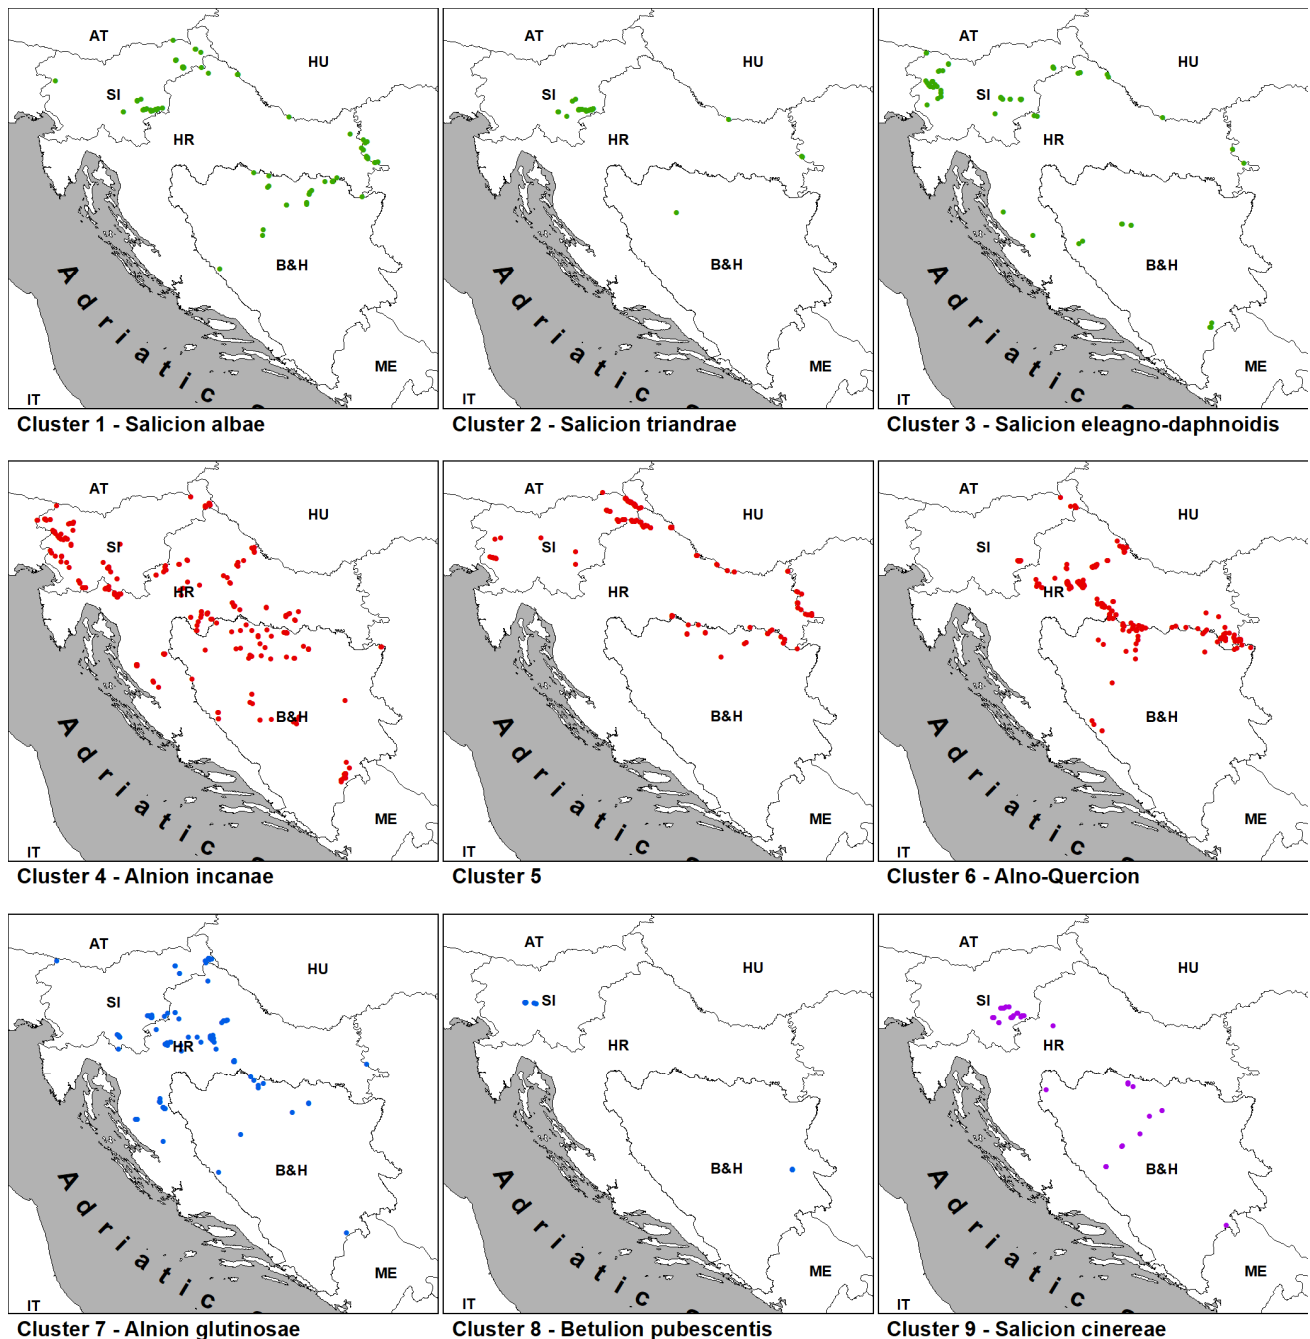 AT
HU
SI
HR
B&H
Adriatic
ME
IT
Cluster 1 - Salicion albae
AT
HU
SI
HR
B&H
Adriatic
ME
IT
Cluster 2 - Salicion triandrae
AT
HU
SI
HR
B&H
Adriatic
ME
IT
Cluster 3 - Salicion eleagno-daphnoidis
AT
HU
SI
HR
B&H
Adriatic
ME
IT
Cluster 4 - Alnion incanae
AT
HU
SI
HR
B&H
Adriatic
ME
IT
Cluster 5
AT
HU
SI
HR
B&H
Adriatic
ME
IT
Cluster 6 - Alno-Quercion
AT
HU
SI
HR
B&H
Adriatic
ME
IT
Cluster 7 - Alnion glutinosae
AT
HU
SI
HR
B&H
Adriatic
ME
IT
Cluster 8 - Betulion pubescentis
AT
HU
SI
HR
B&H
Adriatic
ME
IT
Cluster 9 - Salicion cinereae